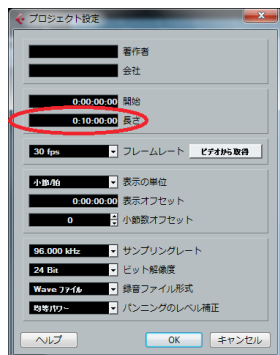 プロジェクト設定
著作者
会社
0:00:00:00 開始
0:10:00:00 長さ
30 fps フレームレート ビデオから取得
小節/拍 表示の単位
0:00:00:00 表示オフセット
0 小節数オフセット
96.000 kHz サンプリングレート
24 Bit ビット解像度
Wave ファイル 録音ファイル形式
均等パワー パンニングのレベル補正
ヘルプ OK キャンセル